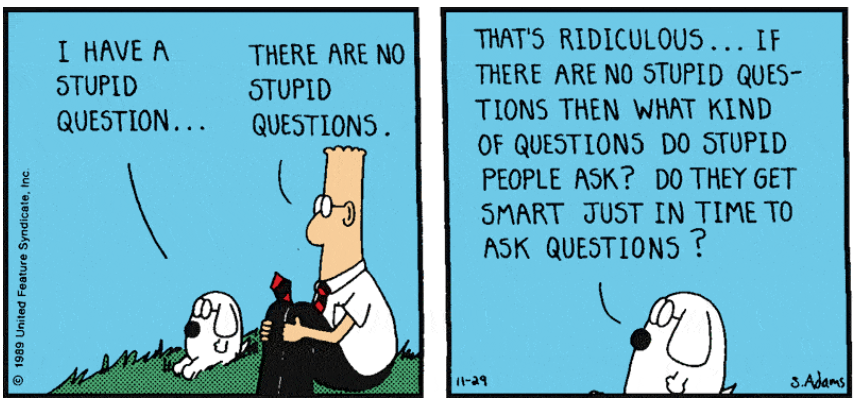 I HAVE A
STUPID
QUESTION...
THERE ARE NO
STUPID
QUESTIONS.
© 1989 United Feature Syndicate, Inc.
THAT'S RIDICULOUS... IF
THERE ARE NO STUPID QUES-
TIONS THEN WHAT KIND
OF QUESTIONS DO STUPID
PEOPLE ASK? DO THEY GET
SMART JUST IN TIME TO
ASK QUESTIONS?
11-29
S.Adams